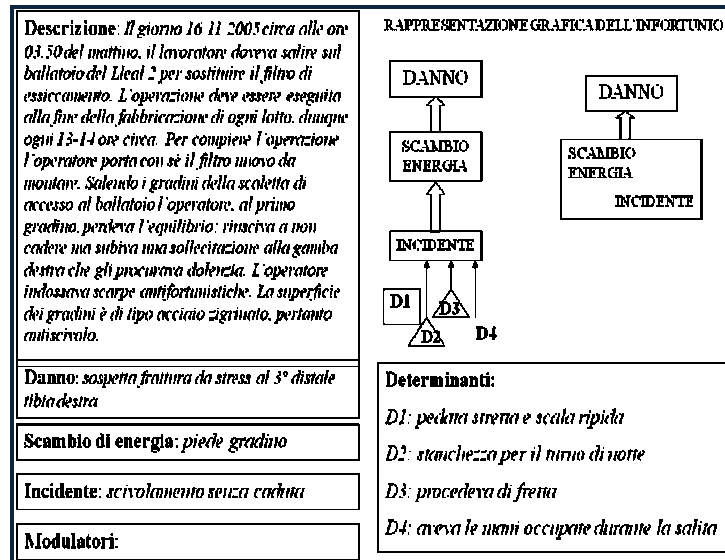 Descrizione: Il giorno 16 11 2005 circa alle ore
03.50 del mattino, il lavoratore doveva salire sul
ballatoio del Lleal 2 per sostituire il filtro di
essiccamento. L'operazione deve essere eseguita
alla fine della fabbricazione di ogni lotto, dunque
ogni 13-14 ore circa. Per compiere l'operazione
l'operatore porta con sè il filtro nuovo da
montare. Salendo i gradini della scaletta di
accesso al ballatoio l'operatore, al primo
gradino, perdeva l'equilibrio: riusciva a non
cadere ma subiva una sollecitazione alla gamba
destra che gli procurava dolenzia. L'operatore
indossava scarpe antifortunistiche. La superficie
dei gradini è di tipo acciaio zigrinato, pertanto
antiscivolo.
Danno: sospetta frattura da stress al 3° distale
tibia destra
Scambio di energia: piede gradino
Incidente: scivolamento senza caduta
Modulatori:
RAPPRESENTAZIONE GRAFICA DELL'INFORTUNIO
DANNO
SCAMBIO
ENERGIA
INCIDENTE
D1
D2
D3
D4
DANNO
SCAMBIO
ENERGIA
INCIDENTE
Determinanti:
D1: pedata stretta e scala ripida
D2: stanchezza per il turno di notte
D3: procedeva di fretta
D4: aveva le mani occupate durante la salita